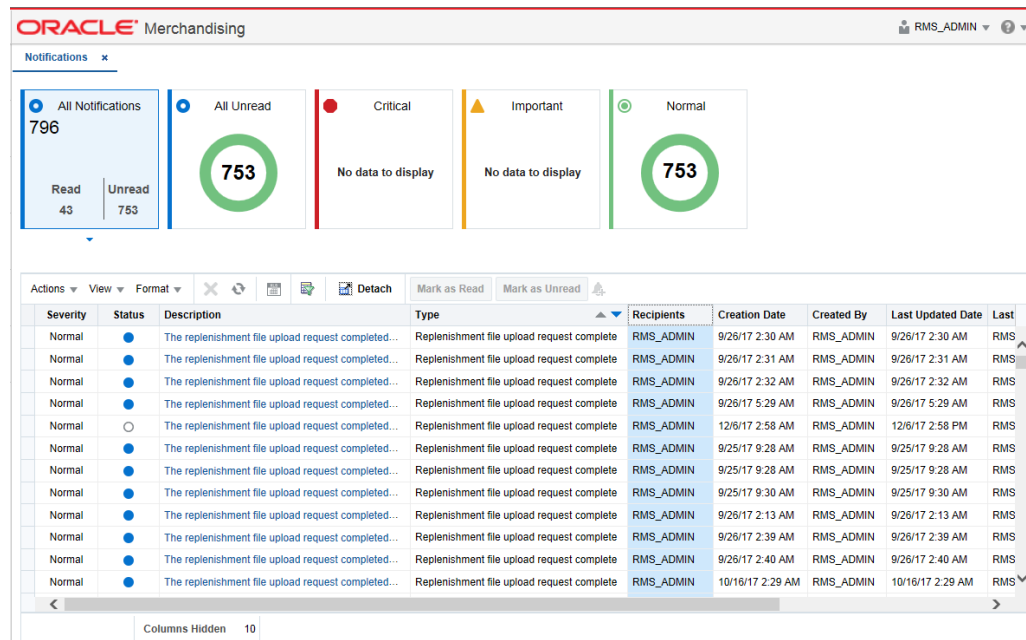 ORACLE® Merchandising RMS_ADMIN ?
Notifications x
All Notifications
796
Read Unread
43 753
All Unread
753
Critical
No data to display
Important
No data to display
Normal
753
Actions View Format Detach Mark as Read Mark as Unread
Severity Status Description Type Recipients Creation Date Created By Last Updated Date Last
Normal The replenishment file upload request completed... Replenishment file upload request complete RMS_ADMIN 9/26/17 2:30 AM RMS_ADMIN 9/26/17 2:30 AM RMS
Normal The replenishment file upload request completed... Replenishment file upload request complete RMS_ADMIN 9/26/17 2:31 AM RMS_ADMIN 9/26/17 2:31 AM RMS
Normal The replenishment file upload request completed... Replenishment file upload request complete RMS_ADMIN 9/26/17 2:32 AM RMS_ADMIN 9/26/17 2:32 AM RMS
Normal The replenishment file upload request completed... Replenishment file upload request complete RMS_ADMIN 9/26/17 5:29 AM RMS_ADMIN 9/26/17 5:29 AM RMS
Normal The replenishment file upload request completed... Replenishment file upload request complete RMS_ADMIN 12/6/17 2:58 AM RMS_ADMIN 12/6/17 2:58 PM RMS
Normal The replenishment file upload request completed... Replenishment file upload request complete RMS_ADMIN 9/25/17 9:28 AM RMS_ADMIN 9/25/17 9:28 AM RMS
Normal The replenishment file upload request completed... Replenishment file upload request complete RMS_ADMIN 9/25/17 9:28 AM RMS_ADMIN 9/25/17 9:28 AM RMS
Normal The replenishment file upload request completed... Replenishment file upload request complete RMS_ADMIN 9/25/17 9:30 AM RMS_ADMIN 9/25/17 9:30 AM RMS
Normal The replenishment file upload request completed... Replenishment file upload request complete RMS_ADMIN 9/26/17 2:13 AM RMS_ADMIN 9/26/17 2:13 AM RMS
Normal The replenishment file upload request completed... Replenishment file upload request complete RMS_ADMIN 9/26/17 2:39 AM RMS_ADMIN 9/26/17 2:39 AM RMS
Normal The replenishment file upload request completed... Replenishment file upload request complete RMS_ADMIN 9/26/17 2:40 AM RMS_ADMIN 9/26/17 2:40 AM RMS
Normal The replenishment file upload request completed... Replenishment file upload request complete RMS_ADMIN 10/16/17 2:29 AM RMS_ADMIN 10/16/17 2:29 AM RMS
Columns Hidden 10